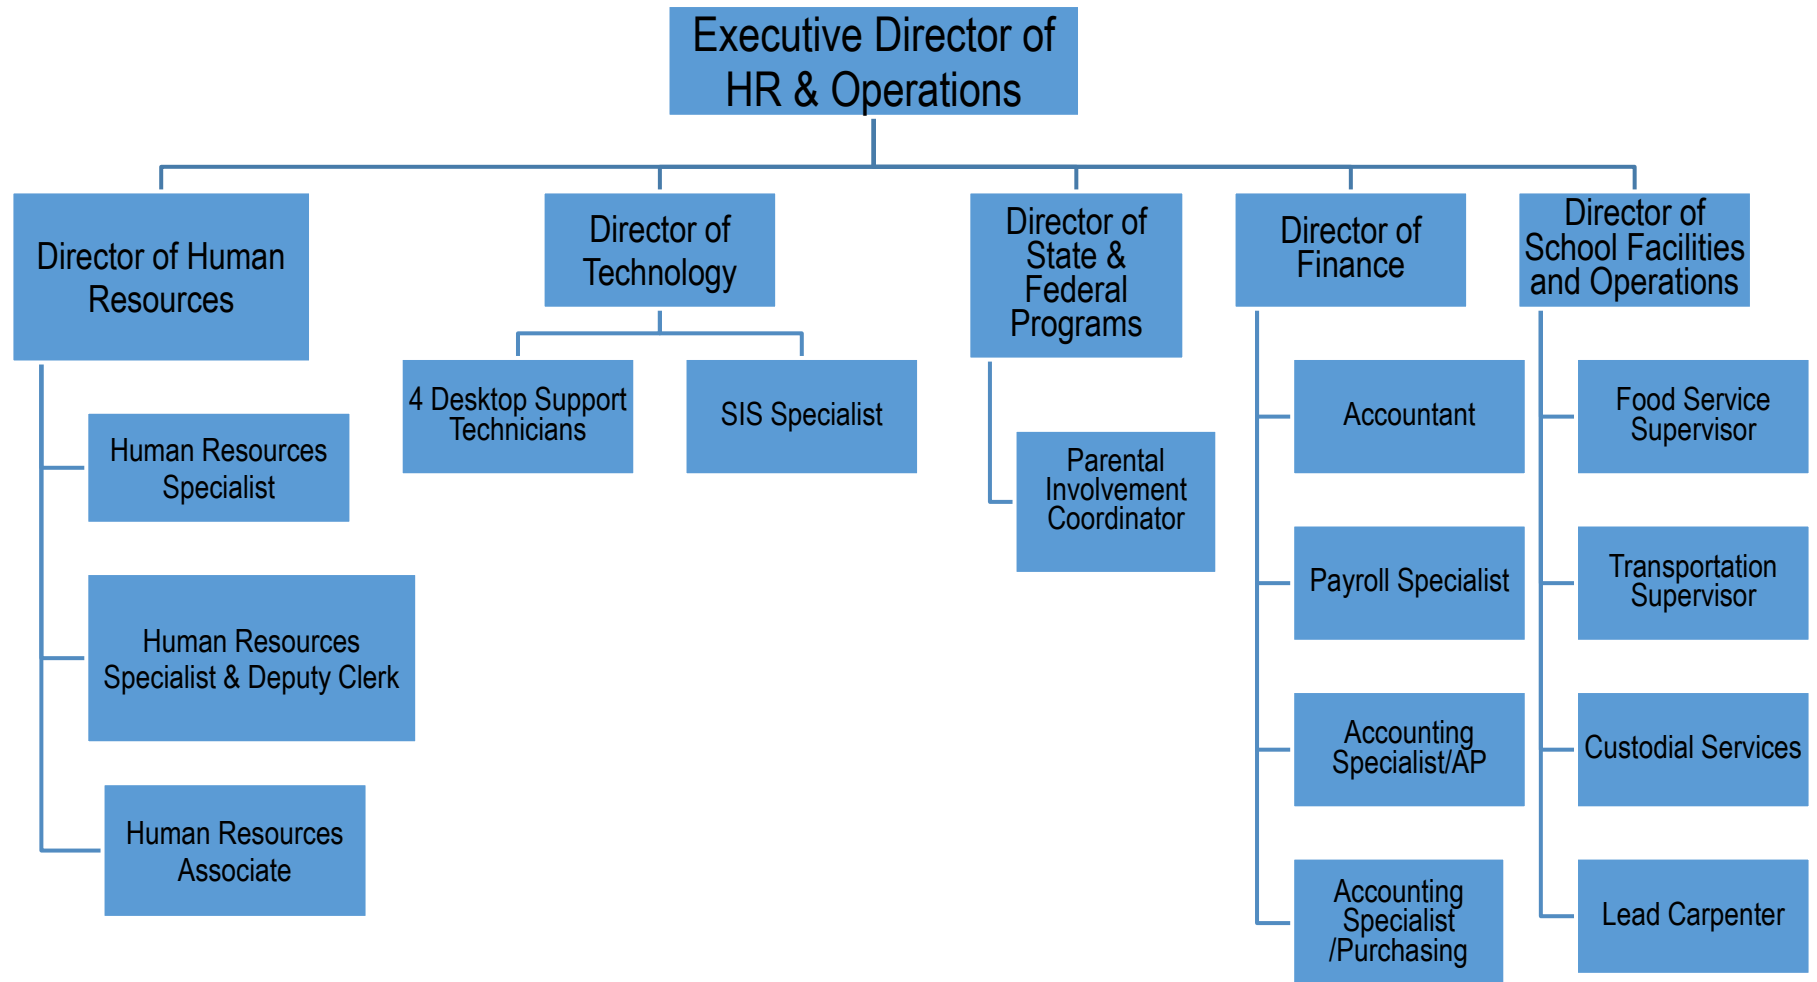 Executive Director of
HR & Operations
Director of Human
Resources
Human Resources
Specialist
Human Resources
Specialist & Deputy Clerk
Human Resources
Associate
Director of
Technology
4 Desktop Support
Technicians
SIS Specialist
Director of
State &
Federal
Programs
Parental
Involvement
Coordinator
Director of
Finance
Accountant
Payroll Specialist
Accounting
Specialist/AP
Accounting
Specialist
/Purchasing
Director of
School Facilities
and Operations
Food Service
Supervisor
Transportation
Supervisor
Custodial Services
Lead Carpenter